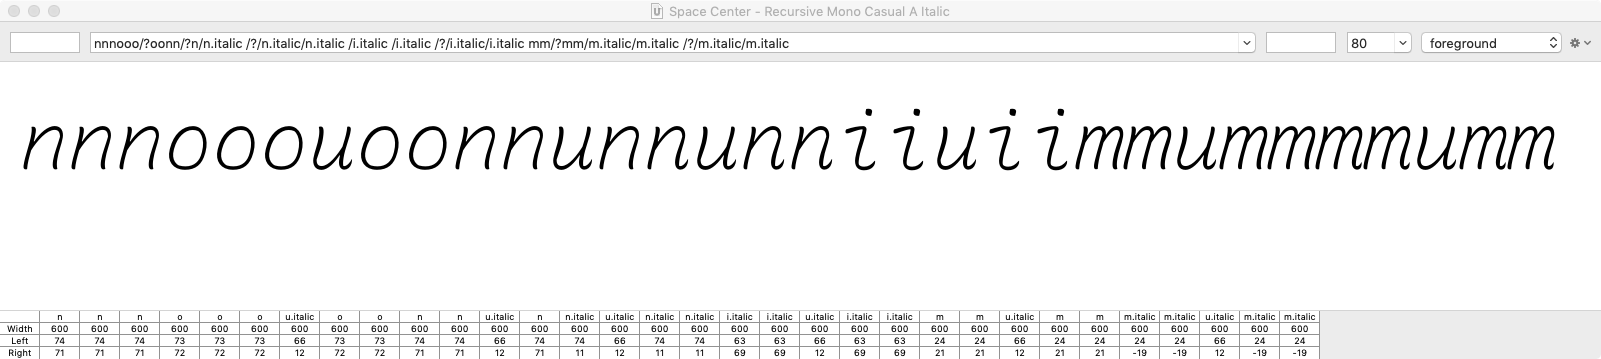 Space Center - Recursive Mono Casual A Italic
nnnooo/?oonn/?n/n.italic /?/n.italic/n.italic /i.italic /i.italic /?/i.italic/i.italic mm/?mm/m.italic/m.italic /?/m.italic/m.italic 80 foreground
nnnooouoonnunnunniiuiimmummmmumm
n n n o o o u.italic o o n n u.italic n n.italic u.italic n.italic n.italic i.italic i.italic u.italic i.italic i.italic m m u.italic m m m.italic m.italic u.italic m.italic m.italic
Width 600 600 600 600 600 600 600 600 600 600 600 600 600 600 600 600 600 600 600 600 600 600 600 600 600 600 600 600 600 600 600 600
Left 74 74 74 73 73 73 66 73 73 74 74 66 74 74 66 74 74 63 63 66 63 63 24 24 66 24 24 24 24 66 24 24
Right 71 71 71 72 72 72 12 72 72 71 71 12 71 11 12 11 11 69 69 12 69 69 21 21 12 21 21 -19 -19 12 -19 -19